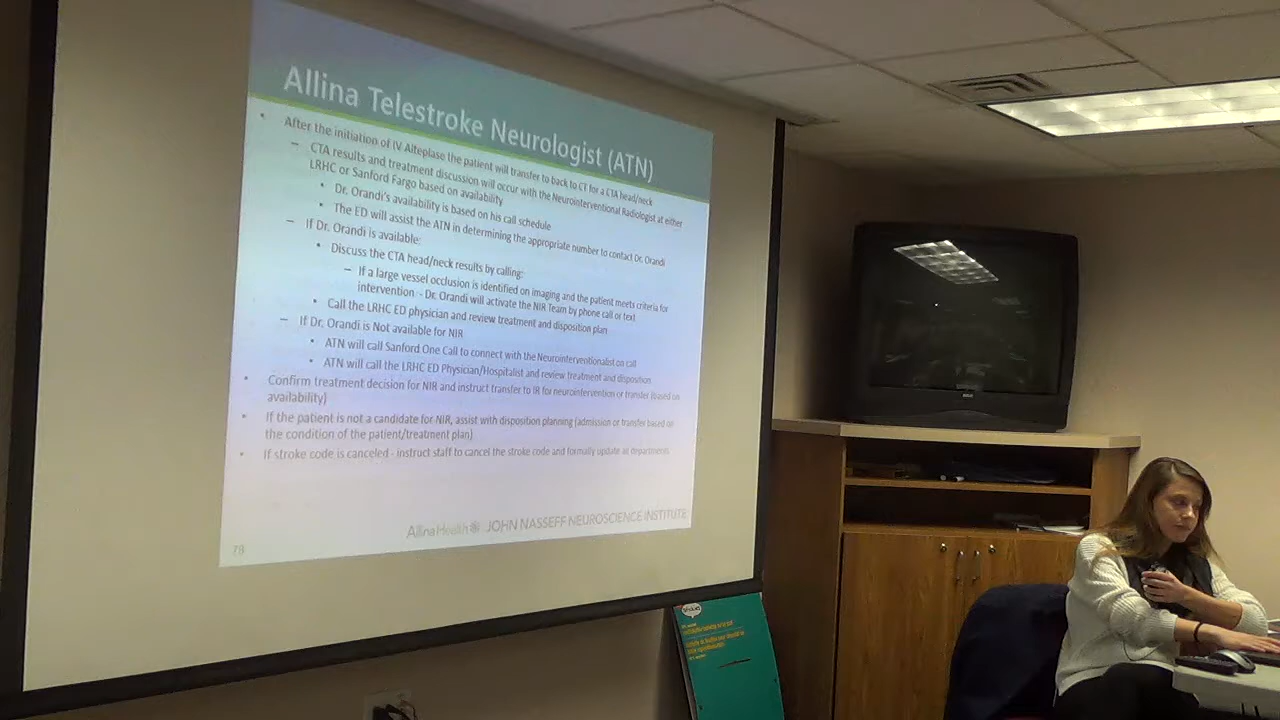 Allina Telestroke Neurologist (ATN)
• After the initiation of IV Alteplase the patient will transfer to back to CT for a CTA head/neck
– CTA results and treatment discussion will occur with the Neurointerventional Radiologist at either
LRHC or Sanford Fargo based on availability
• Dr. Orandi's availability is based on his call schedule
• The ED will assist the ATN in determining the appropriate number to contact Dr. Orandi
– If Dr. Orandi is available:
• Discuss the CTA head/neck results by calling:
– If a large vessel occlusion is identified on imaging and the patient meets criteria for
intervention - Dr. Orandi will activate the NIR Team by phone call or text
• Call the LRHC ED physician and review treatment and disposition plan
– If Dr. Orandi is Not available for NIR
• ATN will call Sanford One Call to connect with the Neurointerventionalist on call
• ATN will call the LRHC ED Physician/Hospitalist and review treatment and disposition
• Confirm treatment decision for NIR and instruct transfer to IR for neurointervention or transfer (based on
availability)
• If the patient is not a candidate for NIR, assist with disposition planning (admission or transfer based on
the condition of the patient/treatment plan)
• If stroke code is canceled - instruct staff to cancel the stroke code and formally update all departments
AllinaHealth JOHN NASSEFF NEUROSCIENCE INSTITUTE
78